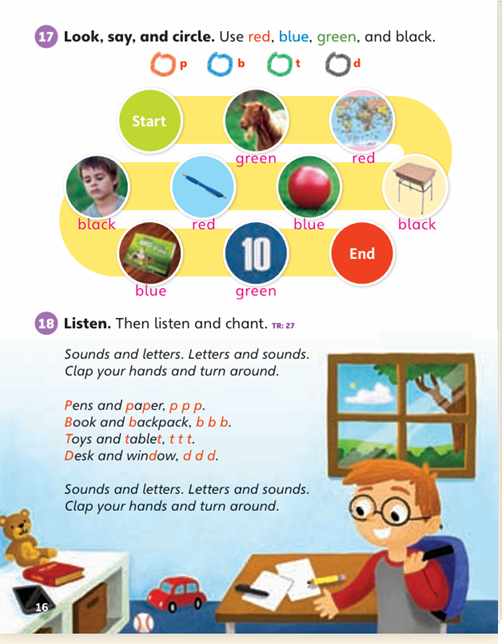 17 Look, say, and circle. Use red, blue, green, and black.
p b t d
Start
green red
black red blue black
10 End
blue green
18 Listen. Then listen and chant. TR: 27
Sounds and letters. Letters and sounds.
Clap your hands and turn around.
Pens and paper, p p p.
Book and backpack, b b b.
Toys and tablet, t t t.
Desk and window, d d d.
Sounds and letters. Letters and sounds.
Clap your hands and turn around.
16